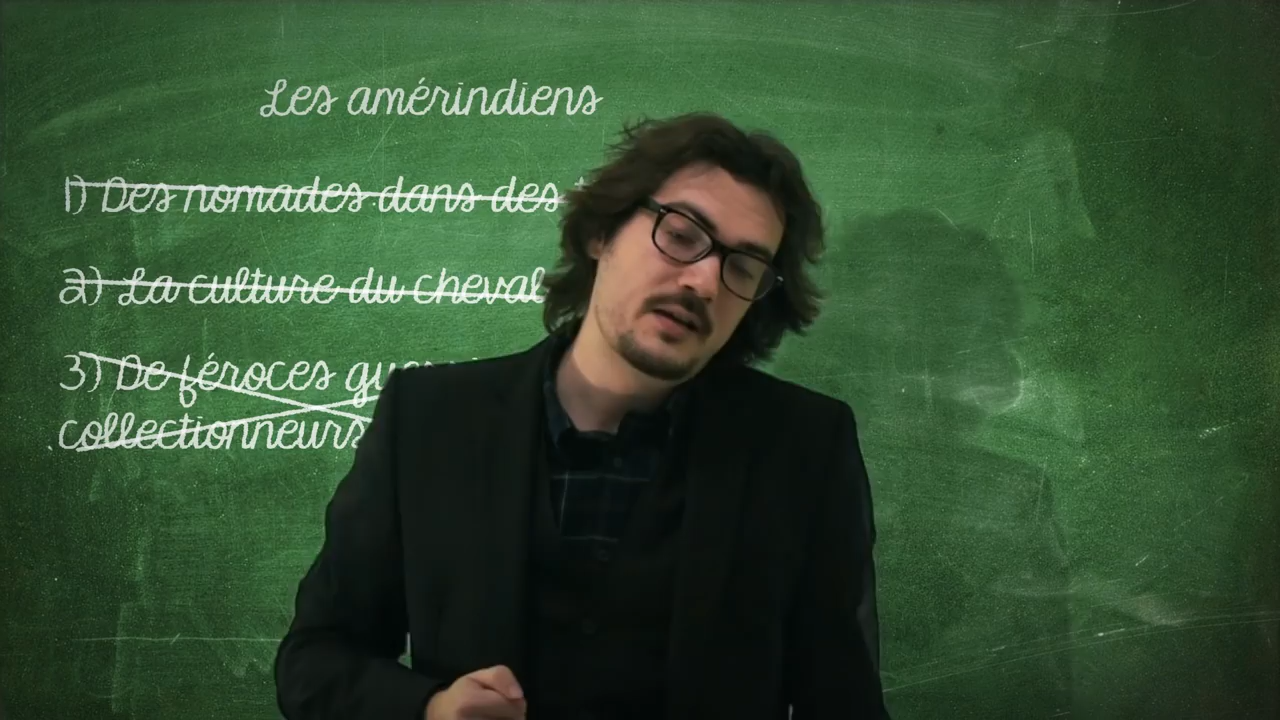 Les amérindiens
1) Des nomades dans des
2) La culture du cheval
3) De féroces
collectionneurs